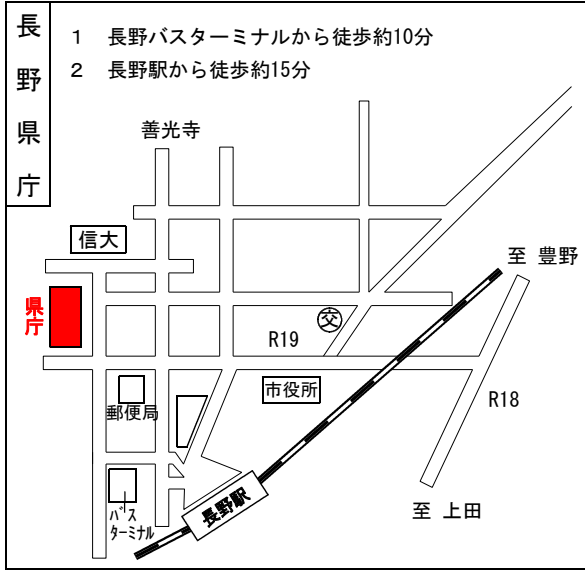 長野県庁
1 長野バスターミナルから徒歩約10分
2 長野駅から徒歩約15分
善光寺
信大
至 豊野
県庁
交
R19
市役所
郵便局
R18
長野駅
至 上田
バス
ターミナル